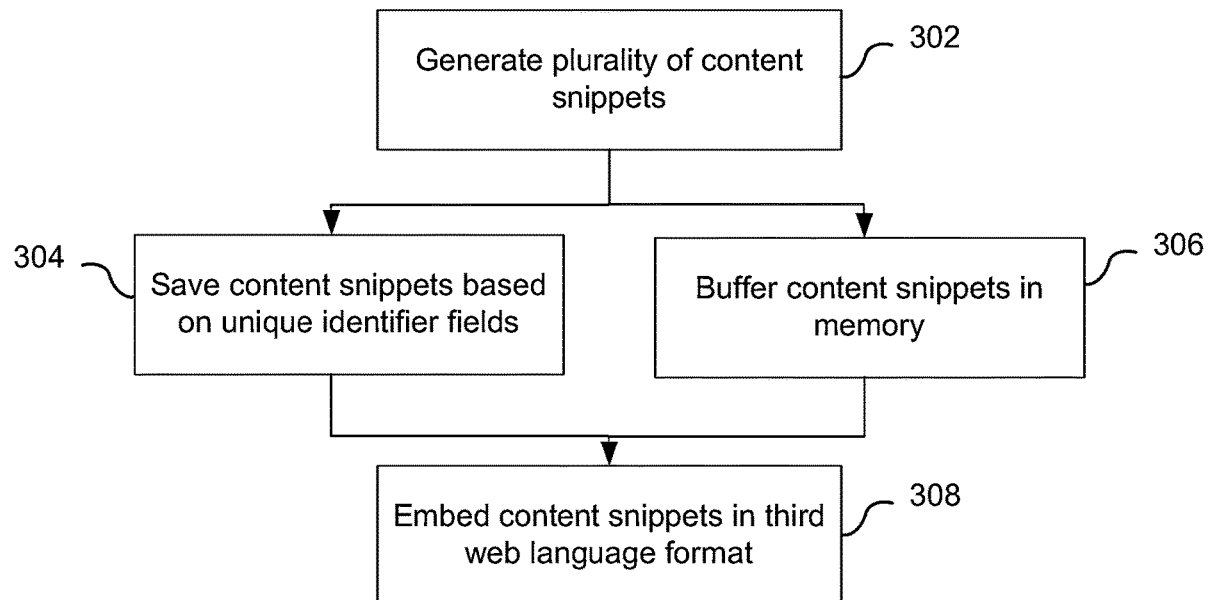 Generate plurality of content
snippets
302
304
Save content snippets based
on unique identifier fields
Buffer content snippets in
memory
306
Embed content snippets in third
web language format
308